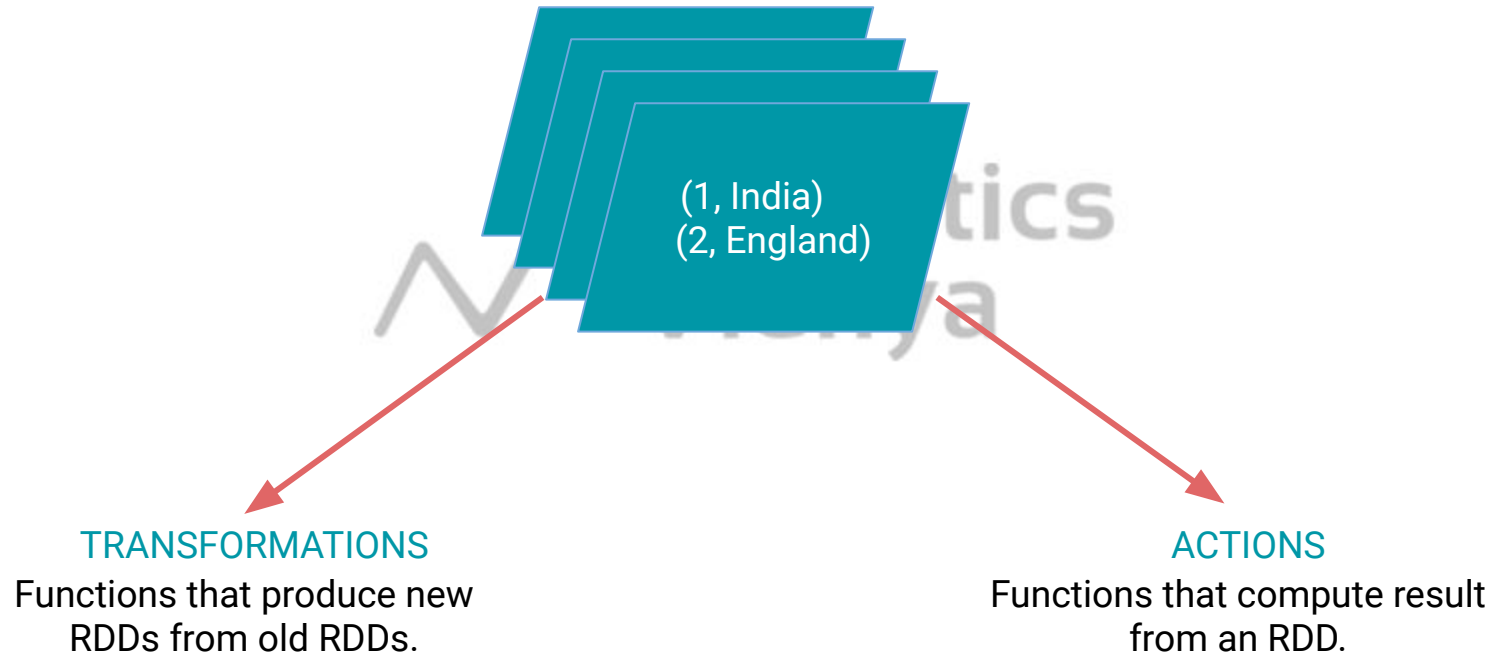 (1, India)
(2, England)
tics
TRANSFORMATIONS
Functions that produce new
RDDs from old RDDs.
ACTIONS
Functions that compute result
from an RDD.